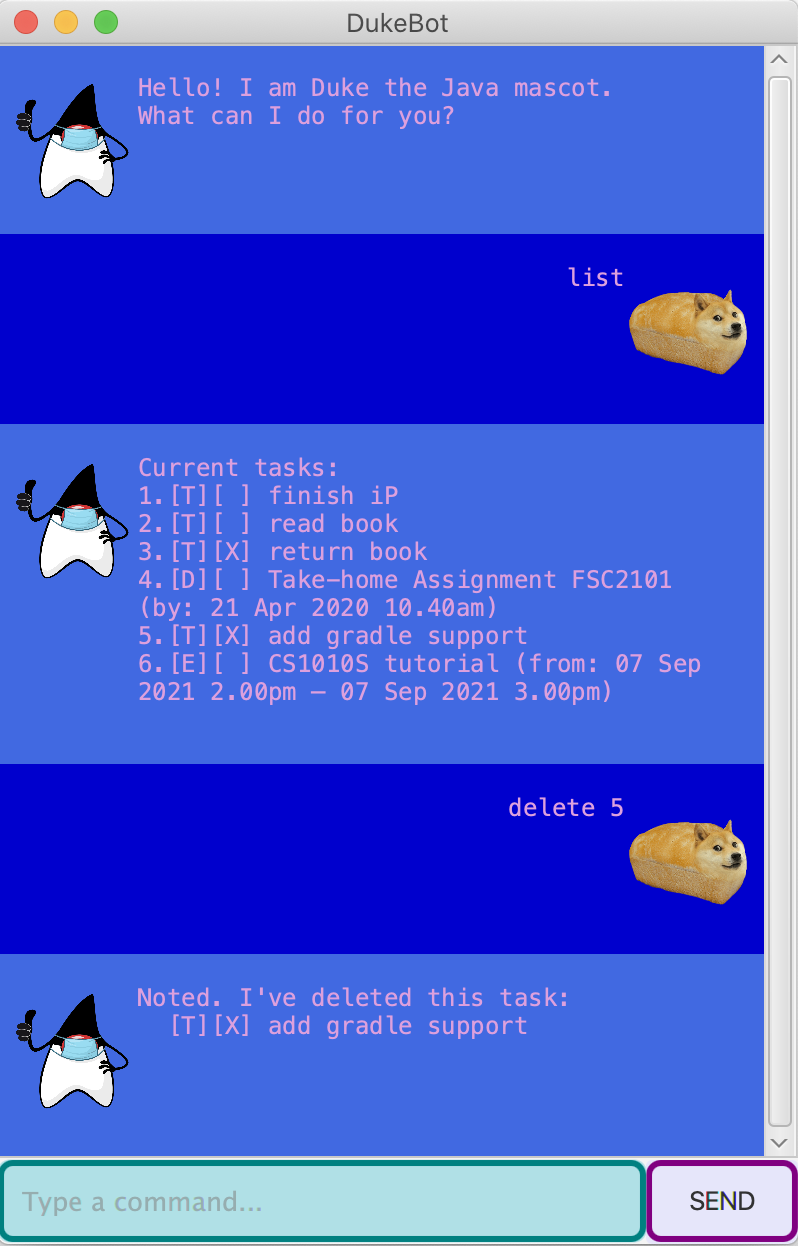 DukeBot
Hello! I am Duke the Java mascot.
What can I do for you?
list
Current tasks:
1.[T][ ] finish iP
2.[T][ ] read book
3.[T][X] return book
4.[D][ ] Take-home Assignment FSC2101
(by: 21 Apr 2020 10.40am)
5.[T][X] add gradle support
6.[E][ ] CS1010S tutorial (from: 07 Sep
2021 2.00pm – 07 Sep 2021 3.00pm)
delete 5
Noted. I've deleted this task:
  [T][X] add gradle support
Type a command...
SEND